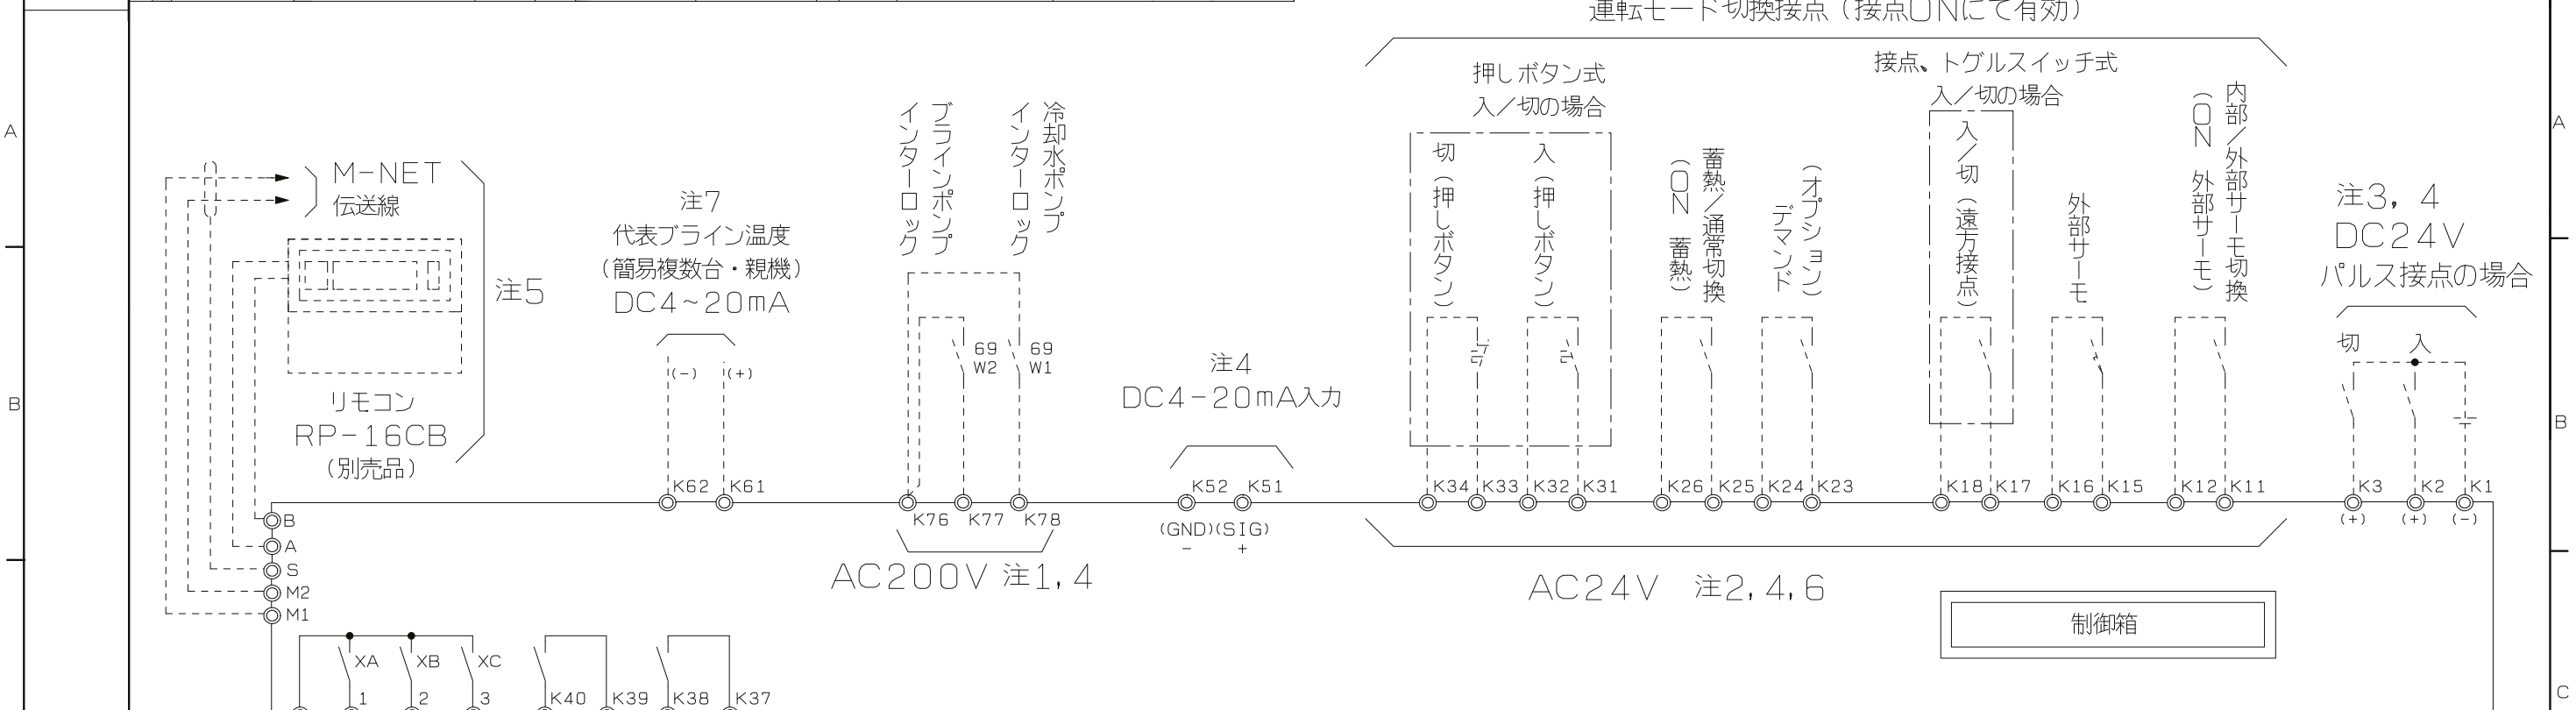 運転モード切換接点（接点ONにて有効）
接点、トグルスイッチ式
入／切の場合
押しボタン式
入／切の場合
A
A
M-NET
伝送線
注7
代表ブライン温度
（簡易複数台・親機）
DC4~20mA
(-)
(+)
注5
リモコン
RP-16CB
（別売品）
ブラインポンプ
インターロック
冷却水ポンプ
インターロック
69
W2
69
W1
注4
DC4-20mA入力
切（押しボタン）
入（押しボタン）
蓄熱／通常切換
（ON 蓄熱）
（オプション）
デマンド
入／切（遠方接点）
外部サーモ
内部／外部サーモ切換
（ON 外部サーモ）
注3, 4
DC24V
パルス接点の場合
切
入
B
B
K62
K61
K76
K77
K78
K52
K51
(GND)
(SIG)
-
+
K34
K33
K32
K31
K26
K25
K24
K23
K18
K17
K16
K15
K12
K11
K3
K2
K1
(+)
(+)
(-)
B
A
S
M2
M1
AC200V 注1, 4
AC24V 注2, 4, 6
制御箱
XA
XB
XC
1
2
3
K40
K39
K38
K37
C